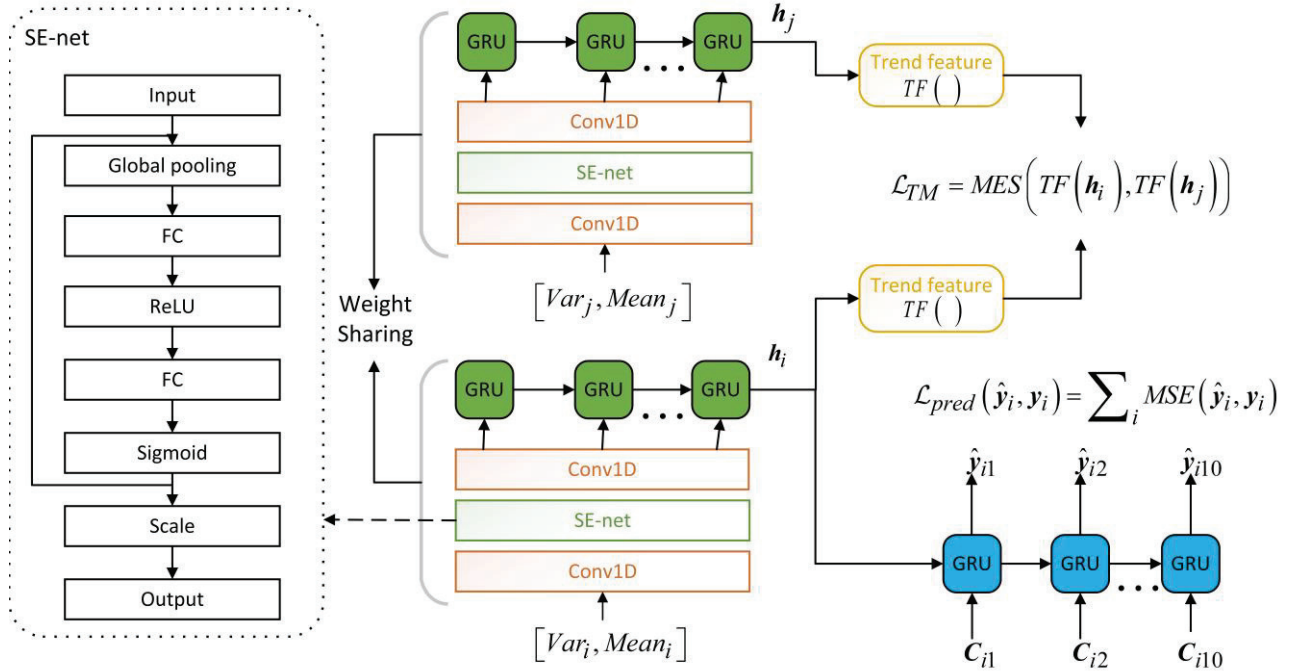 SE-net
Input
Global pooling
FC
ReLU
FC
Sigmoid
Scale
Output
Weight
Sharing
GRU GRU ... GRU
h_j
Conv1D
SE-net
Conv1D
[Var_j, Mean_j]
Trend feature
TF( )
ℒ_TM = MES(TF(h_i), TF(h_j))
Trend feature
TF( )
GRU GRU ... GRU
h_i
Conv1D
SE-net
Conv1D
[Var_i, Mean_i]
ℒ_pred(ŷ_i, y_i) = ∑_i MSE(ŷ_i, y_i)
ŷ_i1 ŷ_i2 ŷ_i10
GRU GRU ... GRU
C_i1 C_i2 C_i10